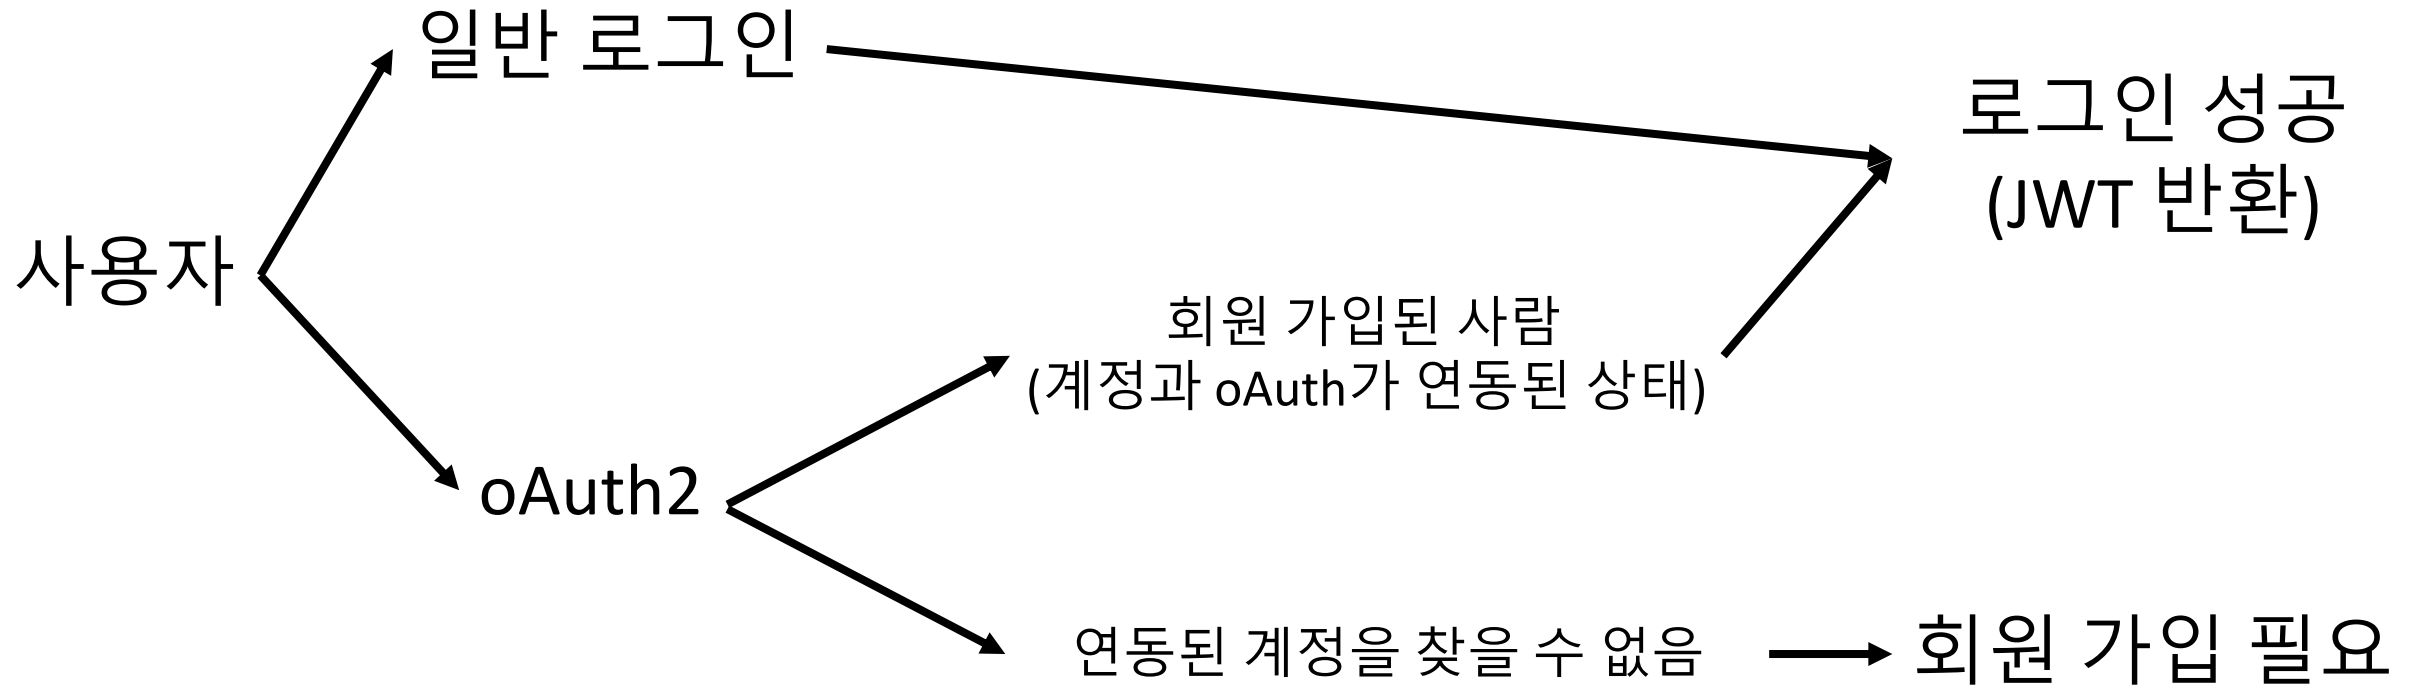 일반 로그인
로그인 성공
(JWT 반환)
사용자
회원 가입된 사람
(계정과 oAuth가 연동된 상태)
oAuth2
연동된 계정을 찾을 수 없음
회원 가입 필요